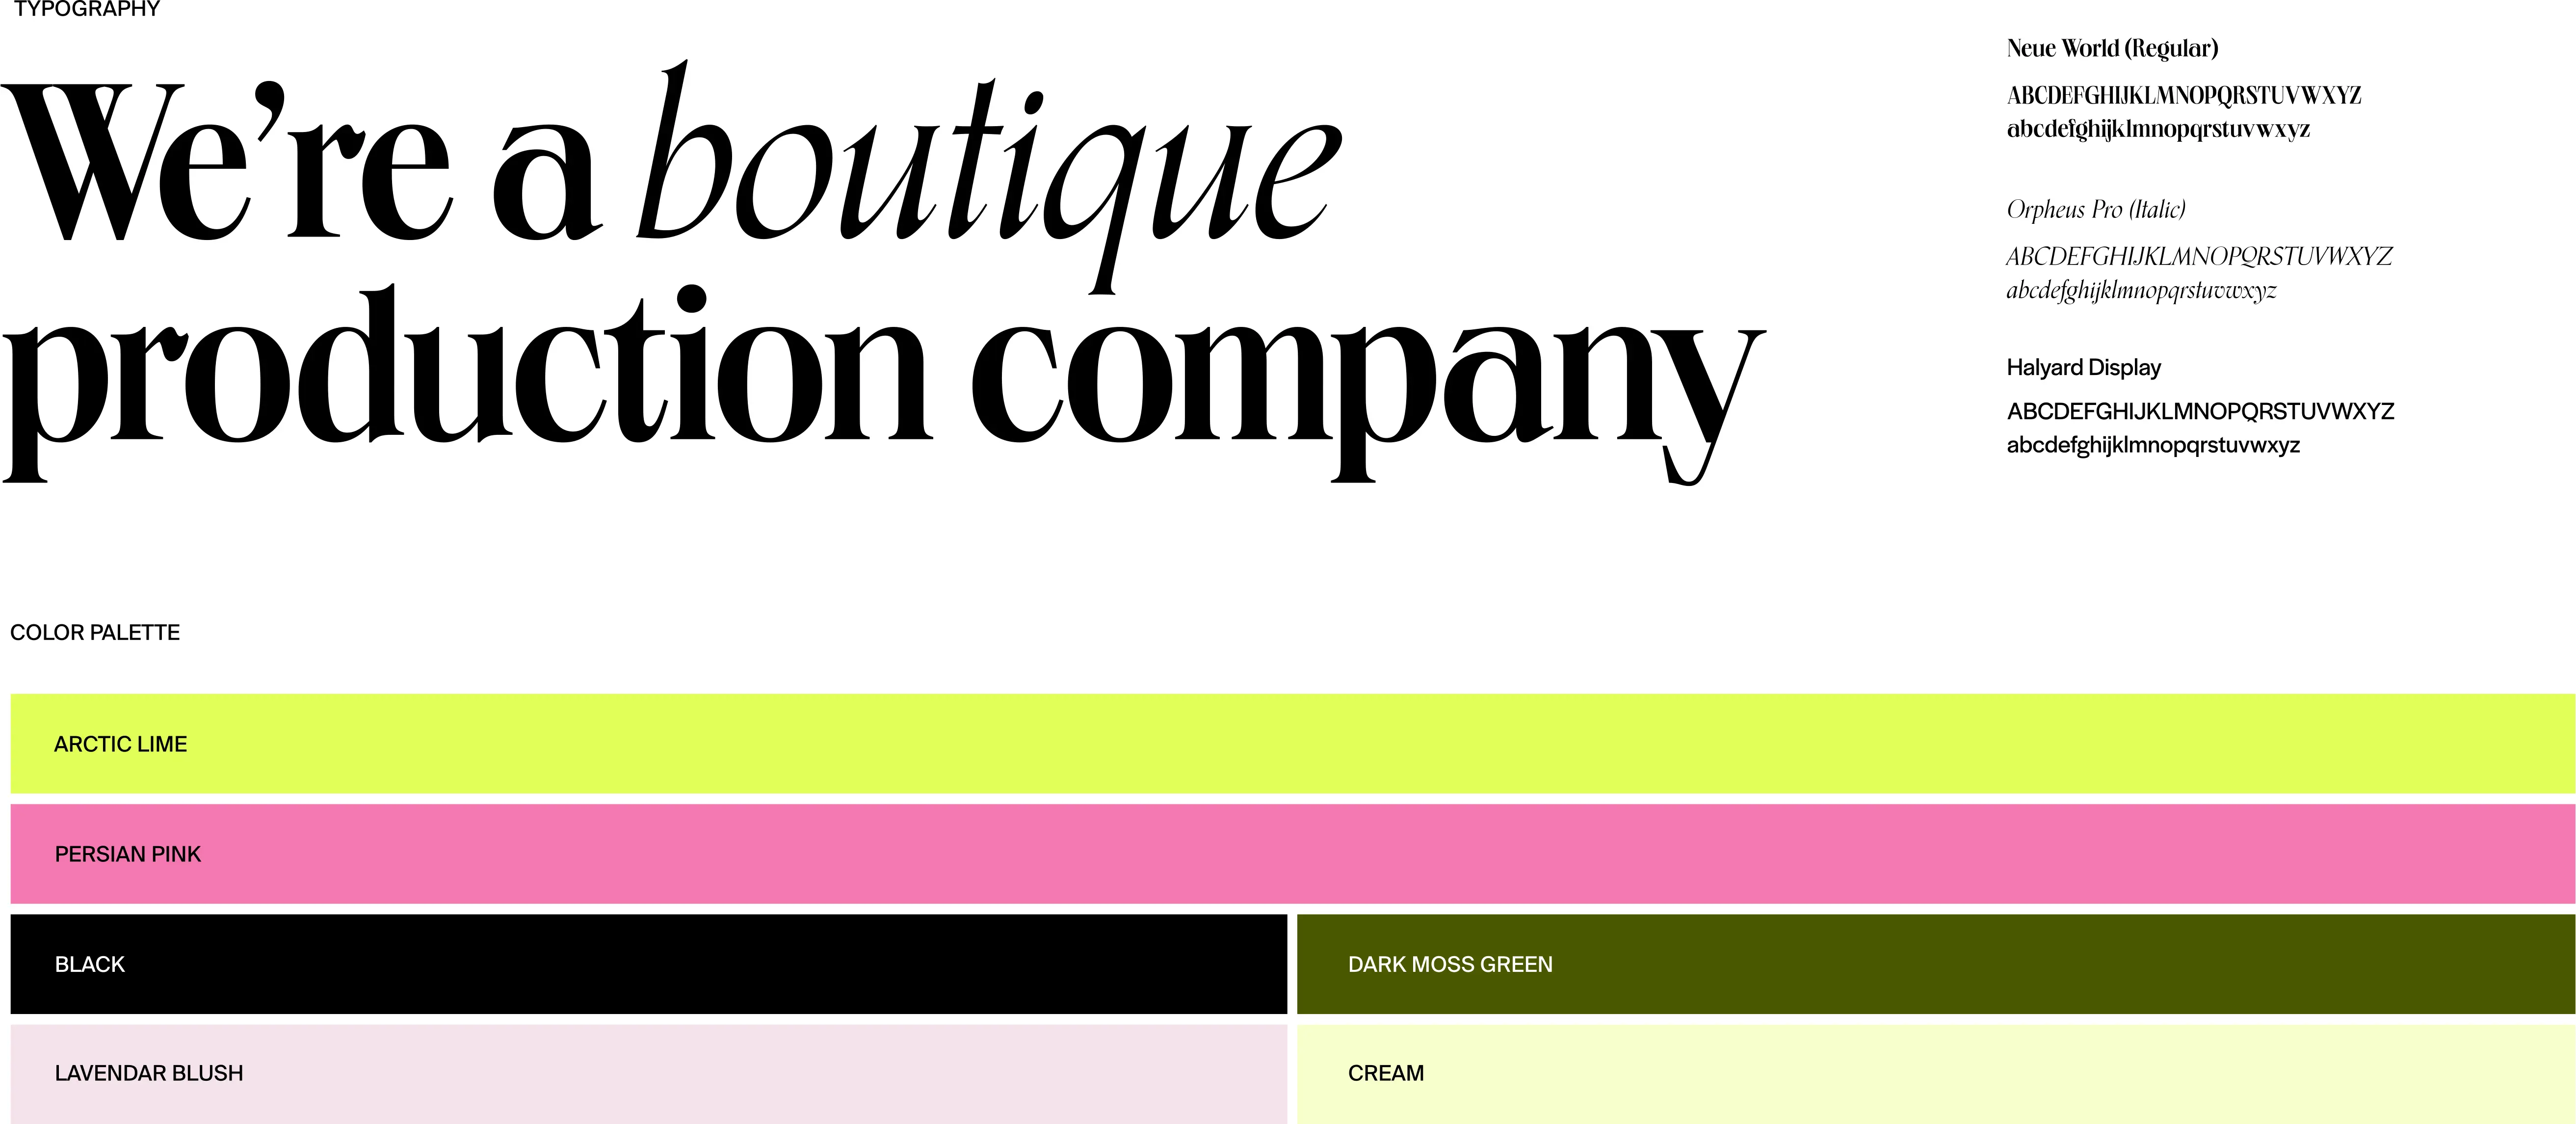 TYPOGRAPHY
We're a boutique
production company
Neue World (Regular)
ABCDEFGHIJKLMNOPQRSTUVWXYZ
abcdefghijklmnopqrstuvwxyz
Orpheus Pro (Italic)
ABCDEFGHIJKLMNOPQRSTUVWXYZ
abcdefghijklmnopqrstuvwxyz
Halyard Display
ABCDEFGHIJKLMNOPQRSTUVWXYZ
abcdefghijklmnopqrstuvwxyz
COLOR PALETTE
ARCTIC LIME
PERSIAN PINK
BLACK
DARK MOSS GREEN
LAVENDAR BLUSH
CREAM